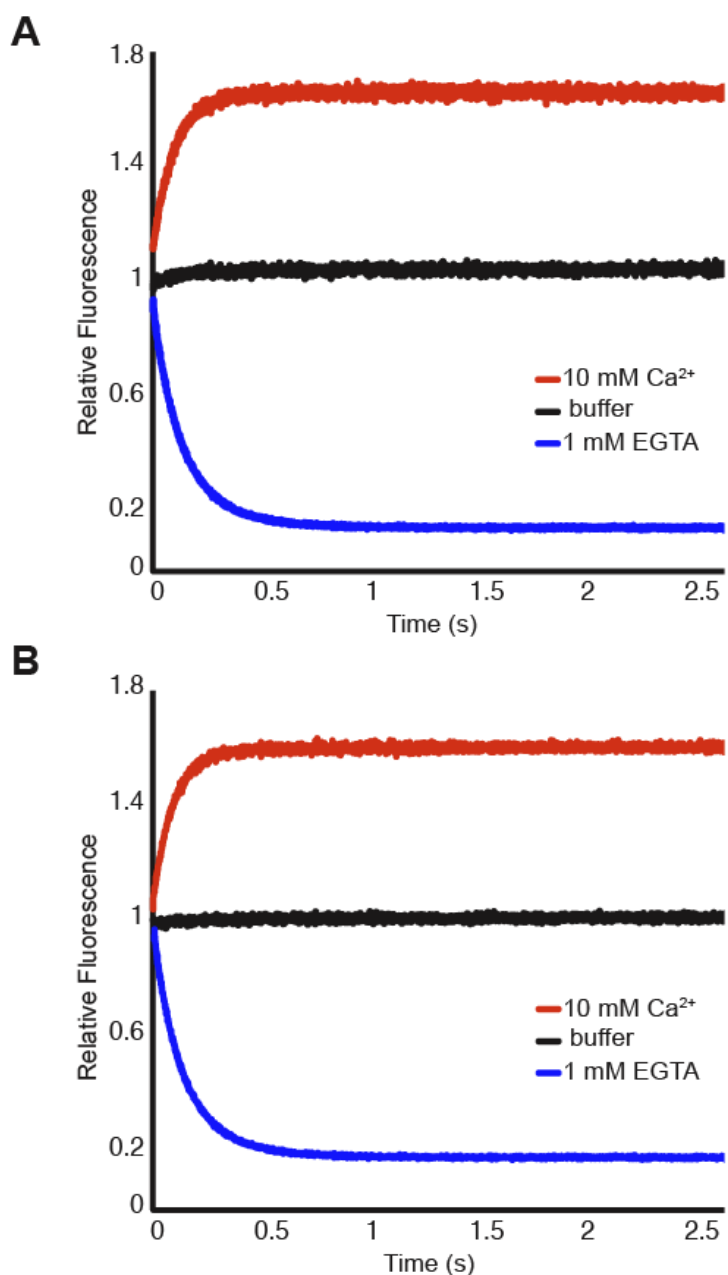 A
1.8
1.4
1
0.6
0.2
0
Relative Fluorescence
10 mM Ca²⁺
buffer
1 mM EGTA
0 0.5 1 1.5 2 2.5
Time (s)
B
1.8
1.4
1
0.6
0.2
0
Relative Fluorescence
10 mM Ca²⁺
buffer
1 mM EGTA
0 0.5 1 1.5 2 2.5
Time (s)